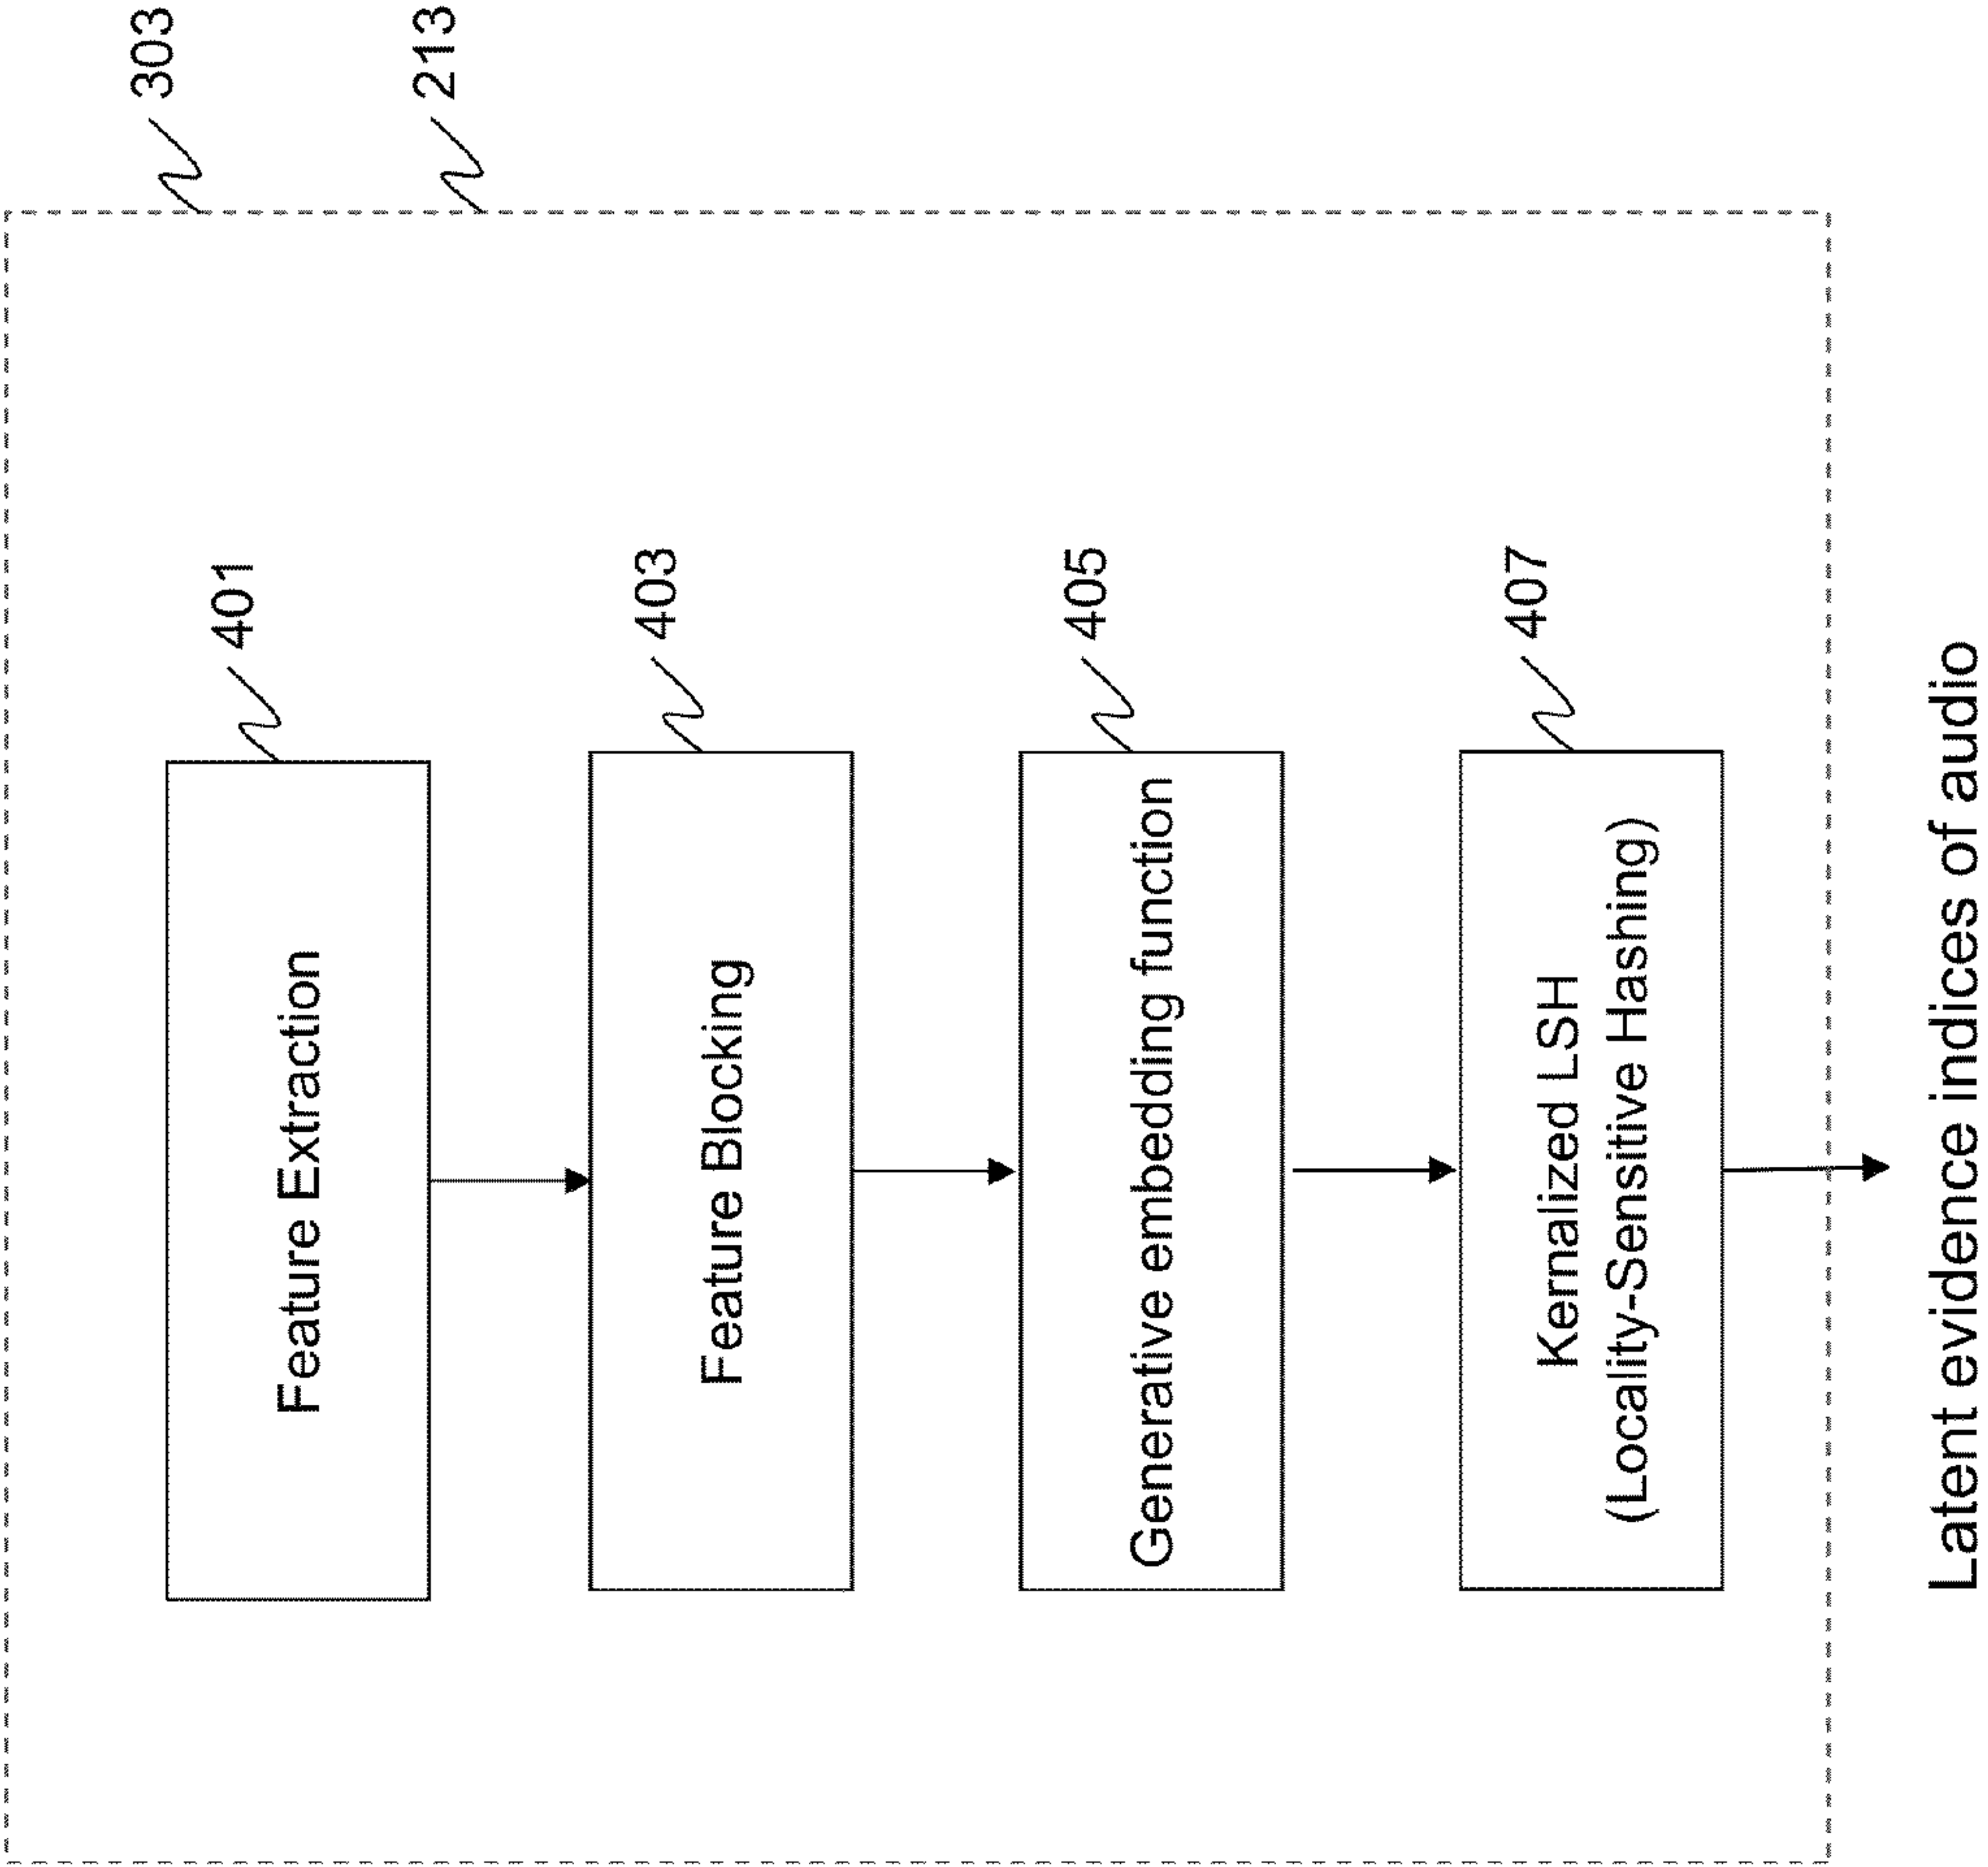 303
213
401
Feature Extraction
403
Feature Blocking
405
Generative embedding function
407
Kernalized LSH
(Locality-Sensitive Hashing)
Latent evidence indices of audio